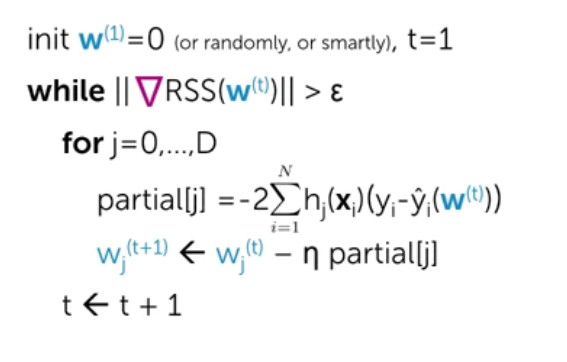 init w⁽¹⁾=0 (or randomly, or smartly), t=1
while || ∇RSS(w⁽ᵗ⁾)|| > ε
for j=0,...,D
N
partial[j] =-2∑hⱼ(xᵢ)(yᵢ-ŷᵢ(w⁽ᵗ⁾))
i=1
wⱼ⁽ᵗ⁺¹⁾ ← wⱼ⁽ᵗ⁾ – η partial[j]
t ← t + 1